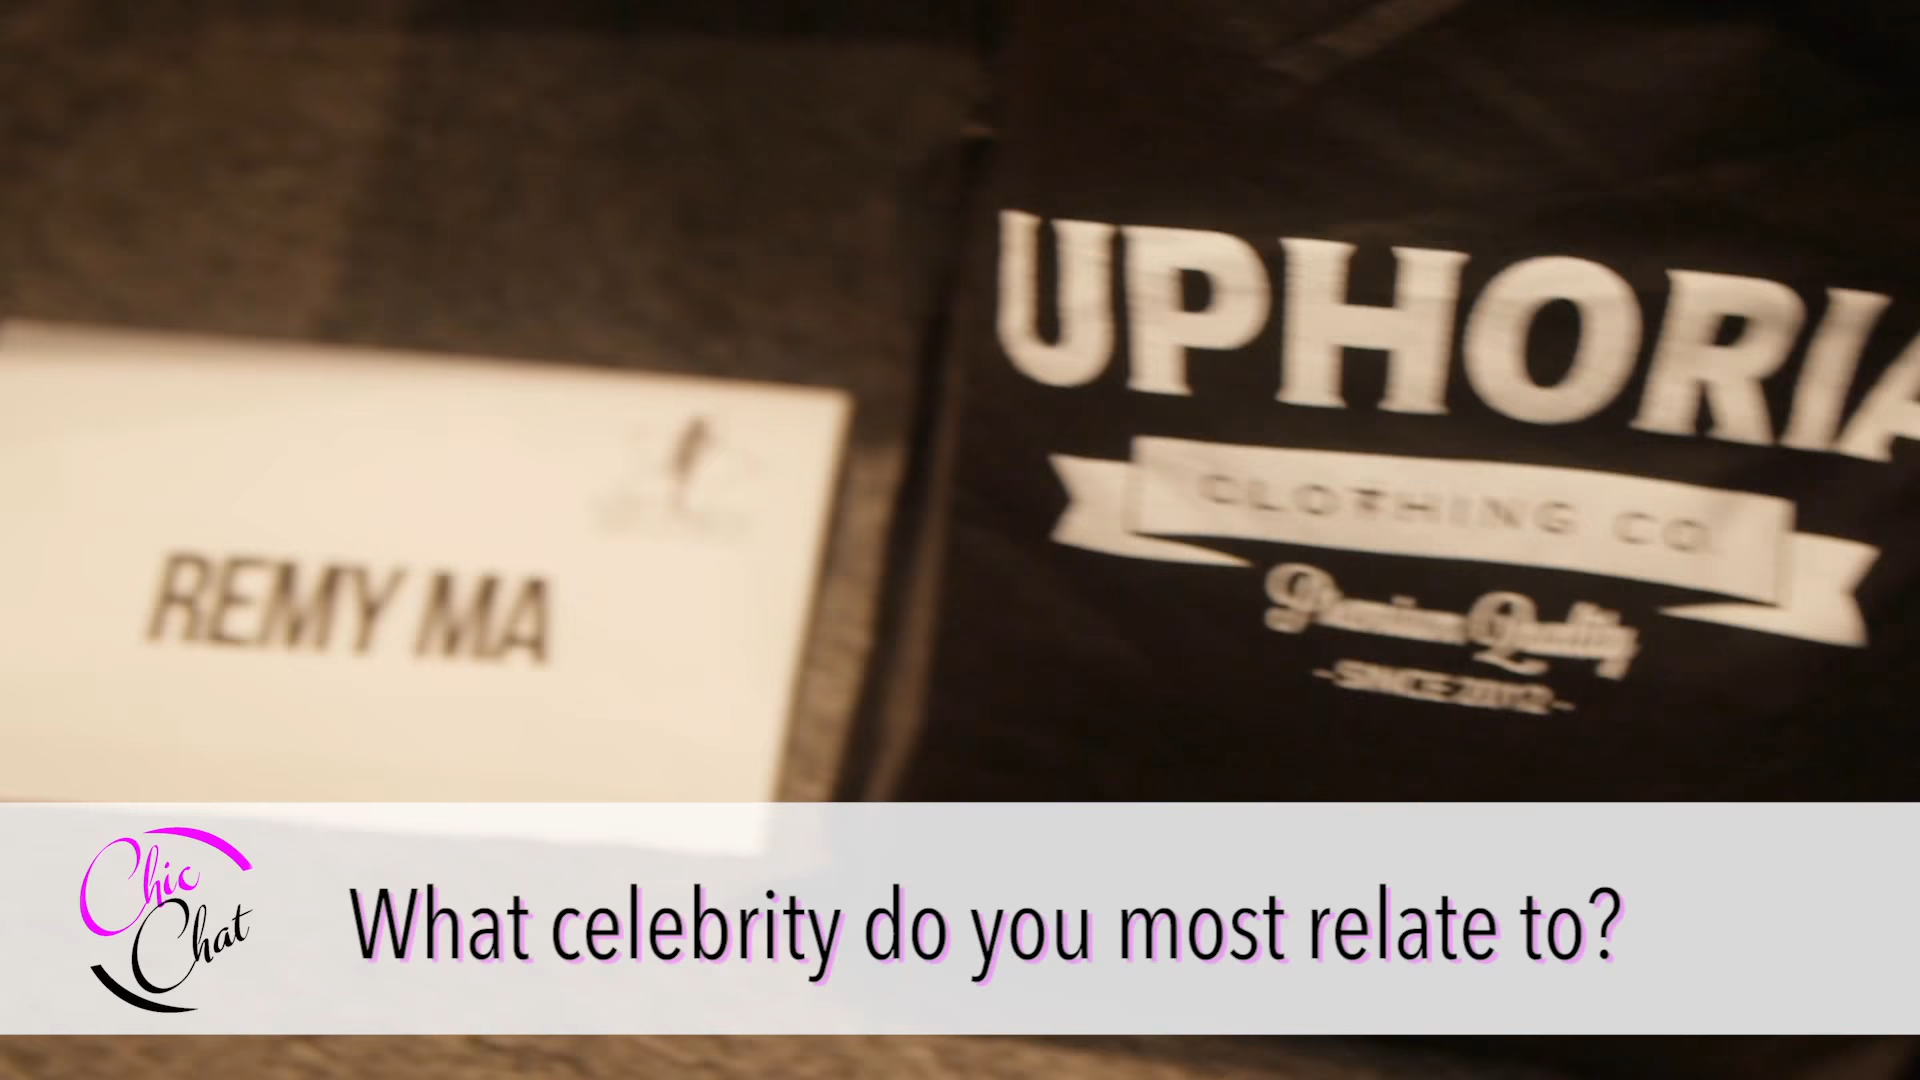 UPHORIA
CLOTHING CO
Premium Quality
-SINCE 2012-
REMY MA
Chic
Chat
What celebrity do you most relate to?